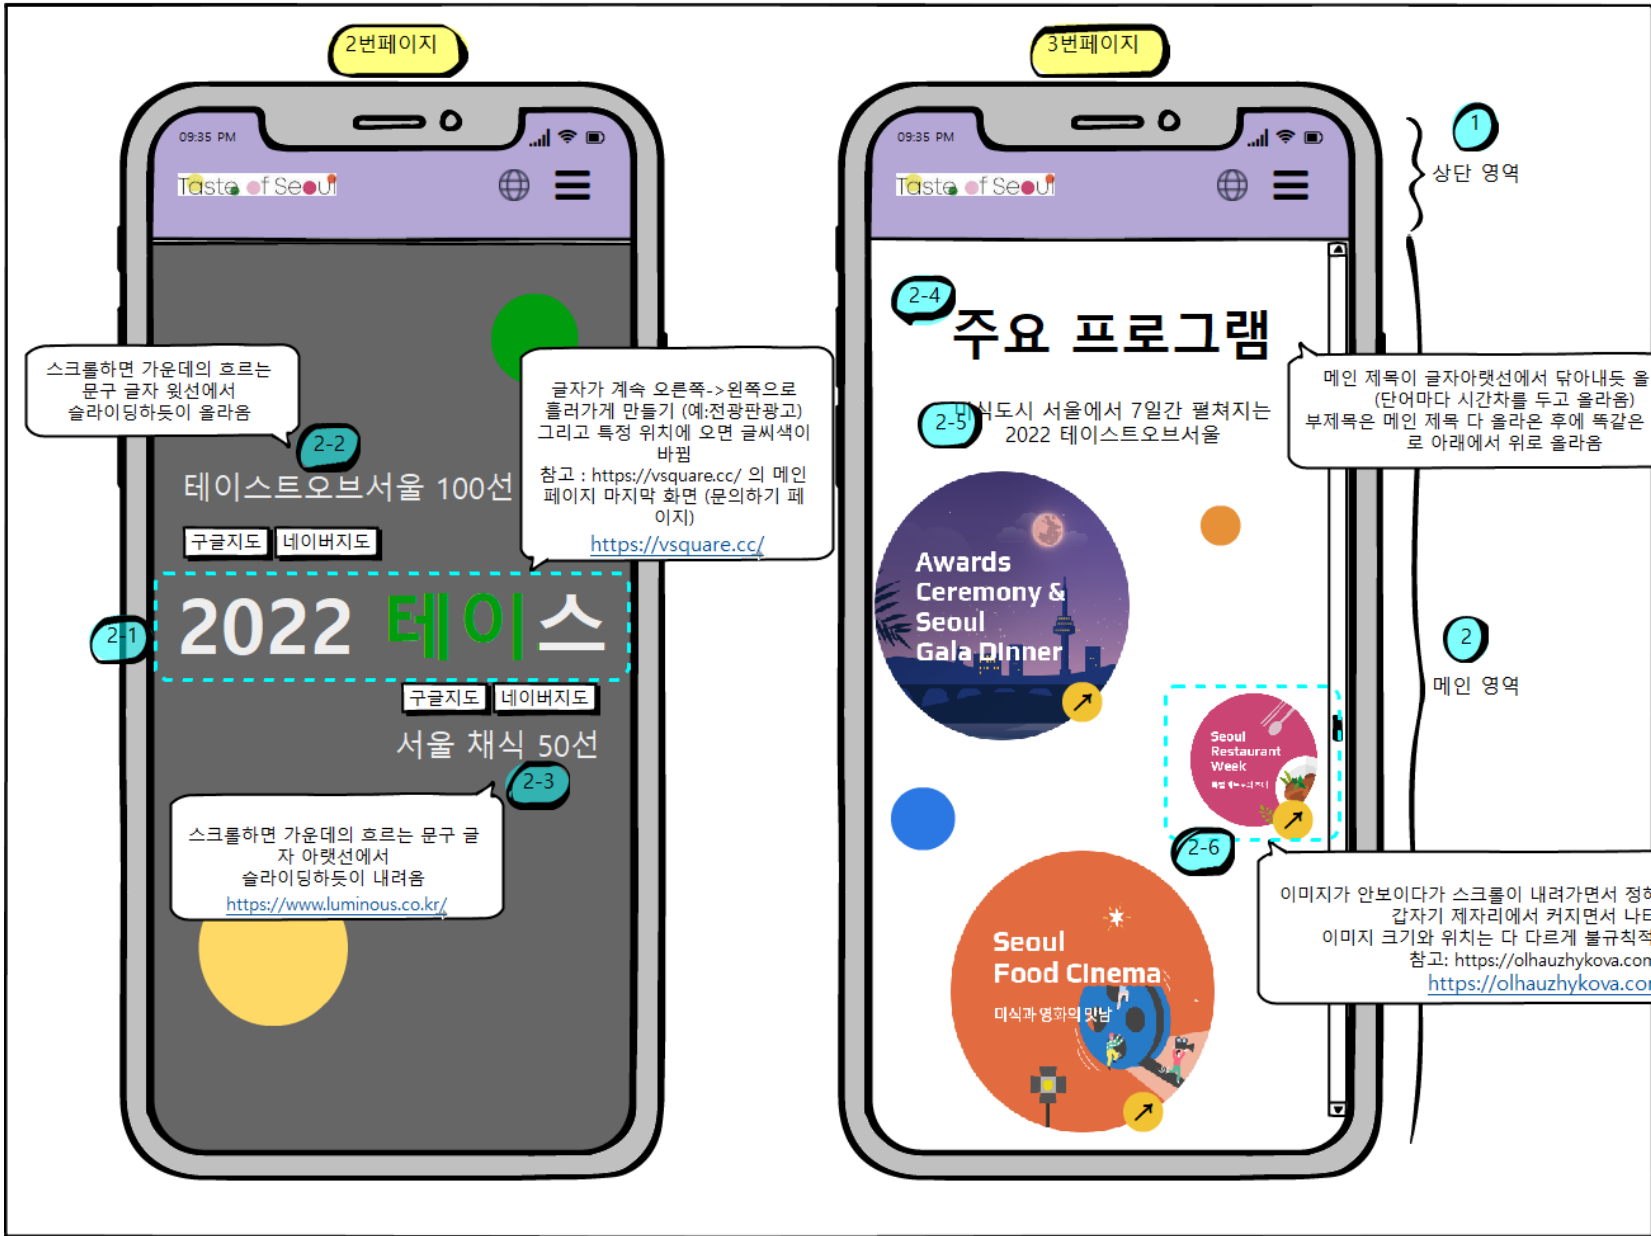 2번페이지
09:35 PM
Taste of Seoul
스크롤하면 가운데의 흐르는
문구 글자 윗선에서
슬라이딩하듯이 올라옴
2-2
테이스트오브서울 100선
구글지도
네이버지도
글자가 계속 오른쪽->왼쪽으로
흘러가게 만들기 (예:전광판광고)
그리고 특정 위치에 오면 글씨색이
바뀜
참고 : https://vsquare.cc/ 의 메인
페이지 마지막 화면 (문의하기 페
이지)
https://vsquare.cc/
2-1
2022 테이스
구글지도
네이버지도
서울 채식 50선
2-3
스크롤하면 가운데의 흐르는 문구 글
자 아랫선에서
슬라이딩하듯이 내려옴
https://www.luminous.co.kr/
3번페이지
09:35 PM
Taste of Seoul
2-4
주요 프로그램
2-5
미식도시 서울에서 7일간 펼쳐지는
2022 테이스트오브서울
메인 제목이 글자아랫선에서 닦아내듯 올
(단어마다 시간차를 두고 올라옴)
부제목은 메인 제목 다 올라온 후에 똑같은
로 아래에서 위로 올라옴
Awards
Ceremony &
Seoul
Gala Dinner
Seoul
Restaurant
Week
2-6
이미지가 안보이다가 스크롤이 내려가면서 정해
갑자기 제자리에서 커지면서 나타
이미지 크기와 위치는 다 다르게 불규칙적
참고: https://olhauzhykova.com
https://olhauzhykova.com
Seoul
Food Cinema
미식과 영화의 맛남
1
상단 영역
2
메인 영역